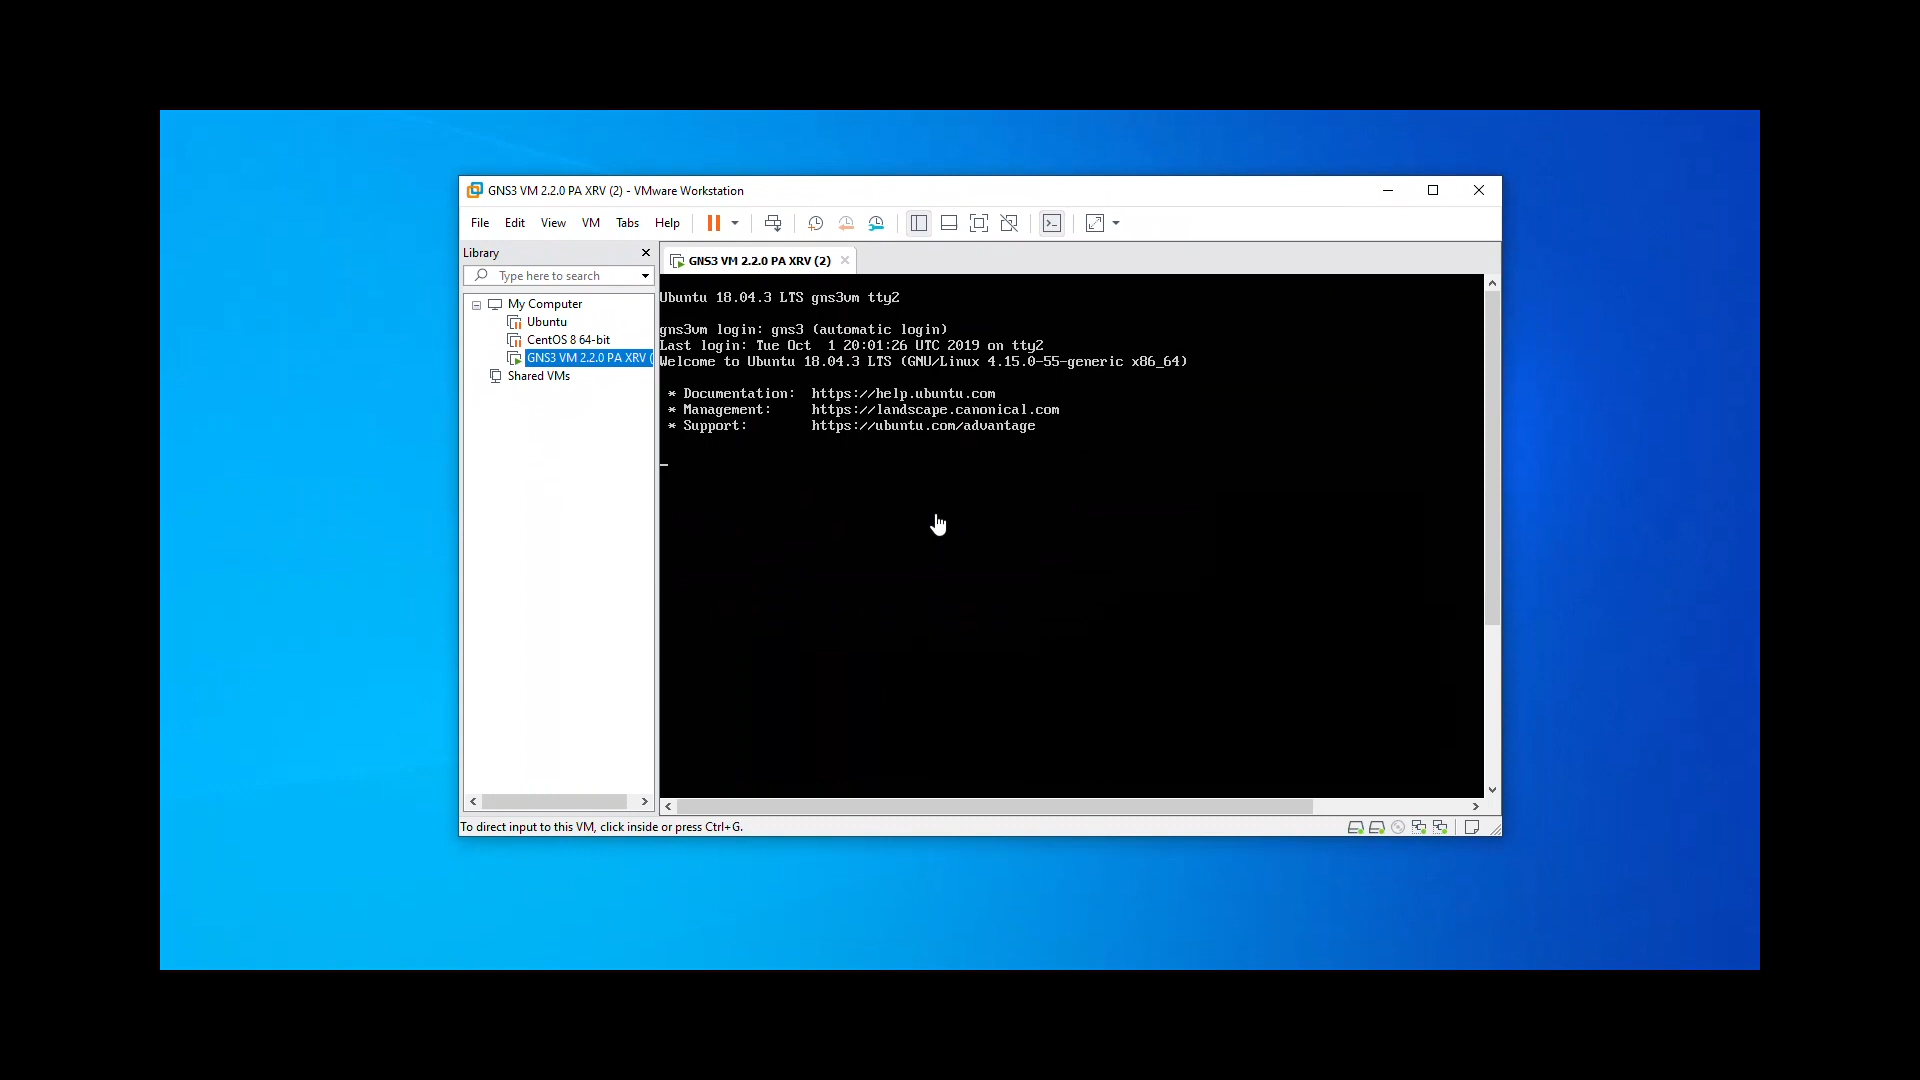 GNS3 VM 2.2.0 PA XRV (2) - VMware Workstation
File Edit View VM Tabs Help
Library
Type here to search
My Computer
Ubuntu
CentOS 8 64-bit
GNS3 VM 2.2.0 PA XRV (
Shared VMs
GNS3 VM 2.2.0 PA XRV (2)
Ubuntu 18.04.3 LTS gns3vm tty2
gns3vm login: gns3 (automatic login)
Last login: Tue Oct  1 20:01:26 UTC 2019 on tty2
Welcome to Ubuntu 18.04.3 LTS (GNU/Linux 4.15.0-55-generic x86_64)
* Documentation:  https://help.ubuntu.com
* Management:     https://landscape.canonical.com
* Support:        https://ubuntu.com/advantage
To direct input to this VM, click inside or press Ctrl+G.